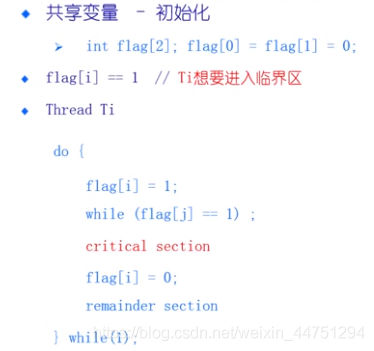 共享变量 - 初始化
int flag[2]; flag[0] = flag[1] = 0;
flag[i] == 1 // Ti想要进入临界区
Thread Ti
do {
flag[i] = 1;
while (flag[j] == 1) ;
critical section
flag[i] = 0;
remainder section
} while(i);
https://blog.csdn.net/weixin_44751294